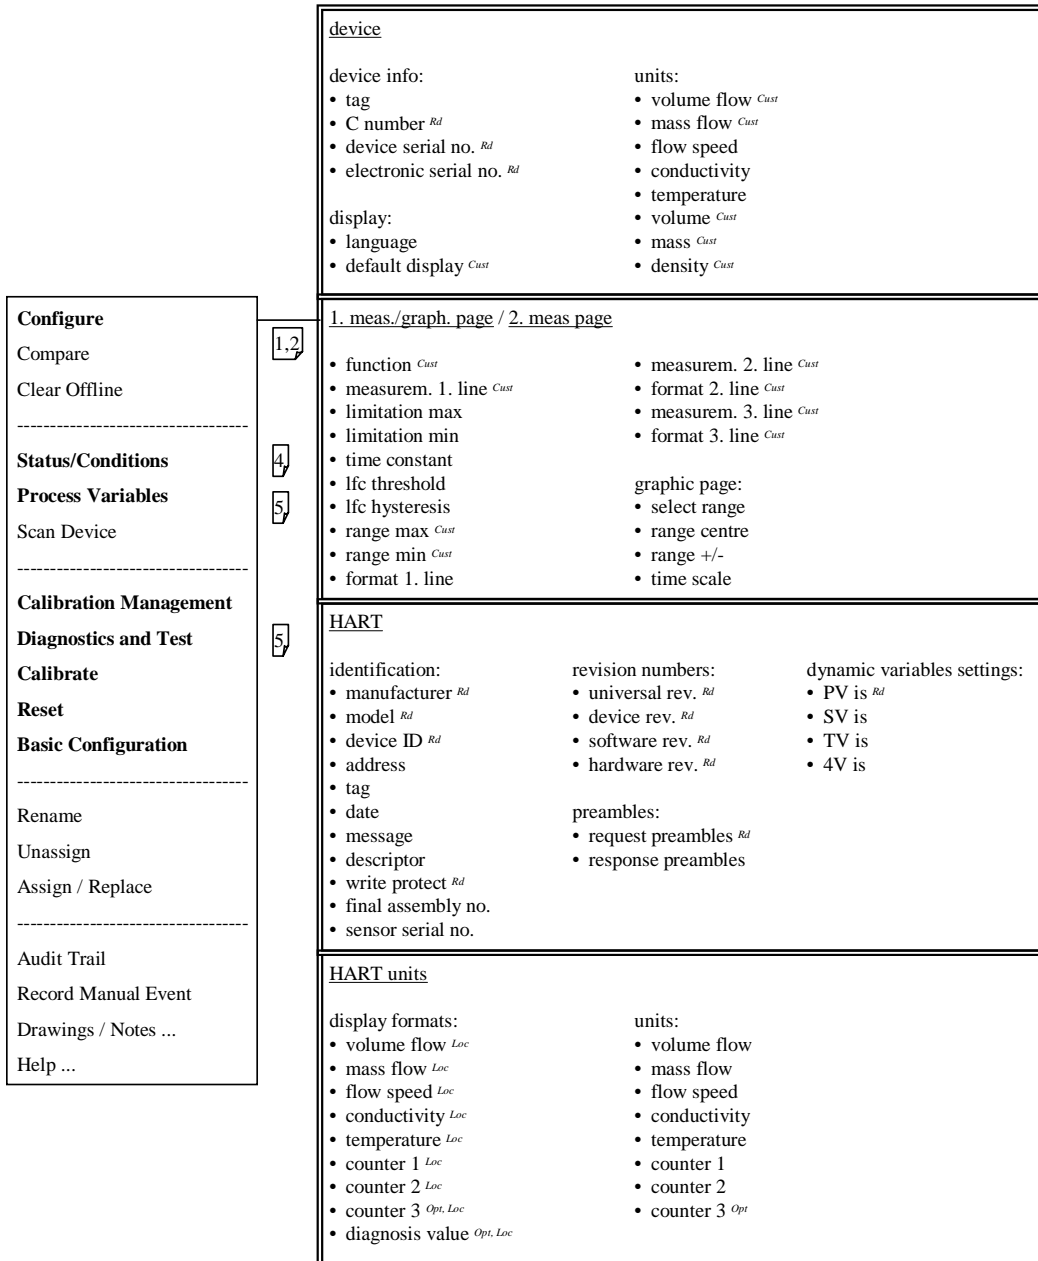 device
device info:
• tag
• C number Rd
• device serial no. Rd
• electronic serial no. Rd
display:
• language
• default display Cust
units:
• volume flow Cust
• mass flow Cust
• flow speed
• conductivity
• temperature
• volume Cust
• mass Cust
• density Cust
Configure
Compare
Clear Offline
-----------------------------------
Status/Conditions
Process Variables
Scan Device
-----------------------------------
Calibration Management
Diagnostics and Test
Calibrate
Reset
Basic Configuration
-----------------------------------
Rename
Unassign
Assign / Replace
-----------------------------------
Audit Trail
Record Manual Event
Drawings / Notes ...
Help ...
1,2
4
5
5
1. meas./graph. page / 2. meas page
• function Cust
• measurem. 1. line Cust
• limitation max
• limitation min
• time constant
• lfc threshold
• lfc hysteresis
• range max Cust
• range min Cust
• format 1. line
• measurem. 2. line Cust
• format 2. line Cust
• measurem. 3. line Cust
• format 3. line Cust
graphic page:
• select range
• range centre
• range +/-
• time scale
HART
identification:
• manufacturer Rd
• model Rd
• device ID Rd
• address
• tag
• date
• message
• descriptor
• write protect Rd
• final assembly no.
• sensor serial no.
revision numbers:
• universal rev. Rd
• device rev. Rd
• software rev. Rd
• hardware rev. Rd
preambles:
• request preambles Rd
• response preambles
dynamic variables settings:
• PV is Rd
• SV is
• TV is
• 4V is
HART units
display formats:
• volume flow Loc
• mass flow Loc
• flow speed Loc
• conductivity Loc
• temperature Loc
• counter 1 Loc
• counter 2 Loc
• counter 3 Opt, Loc
• diagnosis value Opt, Loc
units:
• volume flow
• mass flow
• flow speed
• conductivity
• temperature
• counter 1
• counter 2
• counter 3 Opt